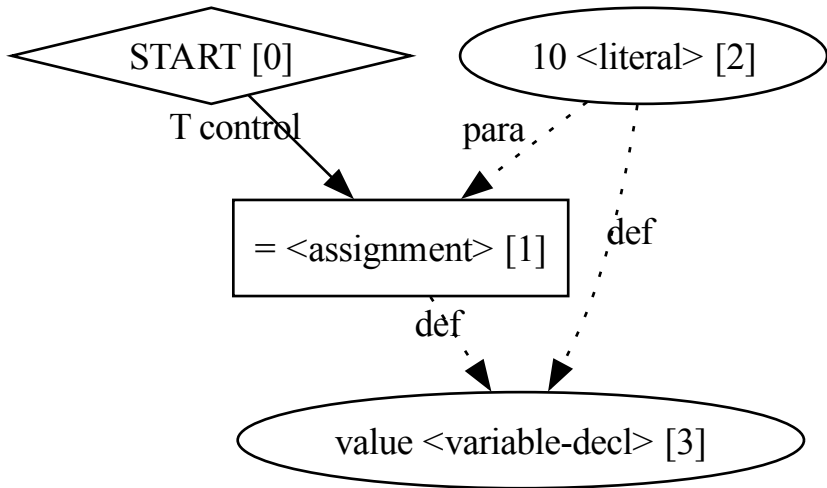 START [0]
10 <literal> [2]
T control
para
= <assignment> [1]
def
def
value <variable-decl> [3]